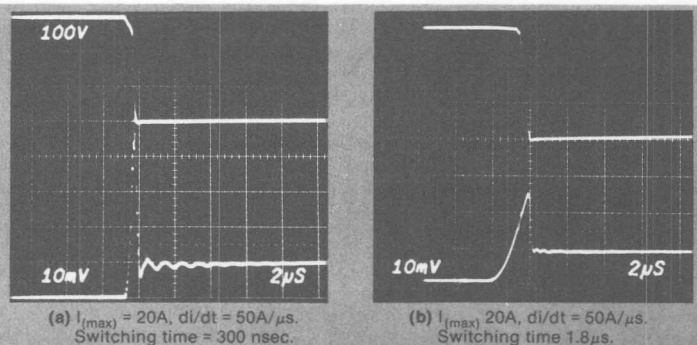 100V
10mV
2μS
(a) I(max) = 20A, di/dt = 50A/μs.
Switching time = 300 nsec.
10mV
2μS
(b) I(max) 20A, di/dt = 50A/μs.
Switching time 1.8μs.